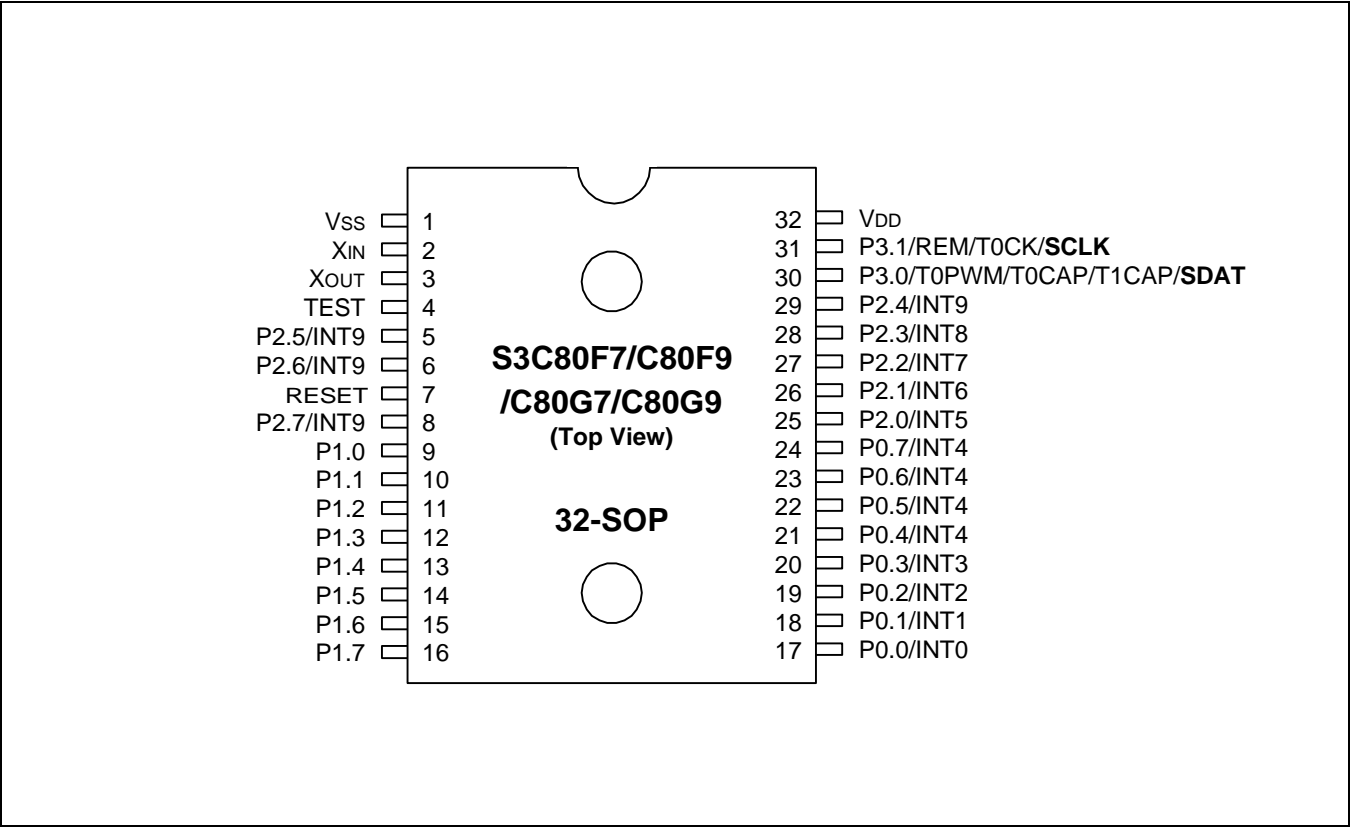 VSS 1
XIN 2
XOUT 3
TEST 4
P2.5/INT9 5
P2.6/INT9 6
RESET 7
P2.7/INT9 8
P1.0 9
P1.1 10
P1.2 11
P1.3 12
P1.4 13
P1.5 14
P1.6 15
P1.7 16
S3C80F7/C80F9
/C80G7/C80G9
(Top View)
32-SOP
32 VDD
31 P3.1/REM/T0CK/SCLK
30 P3.0/T0PWM/T0CAP/T1CAP/SDAT
29 P2.4/INT9
28 P2.3/INT8
27 P2.2/INT7
26 P2.1/INT6
25 P2.0/INT5
24 P0.7/INT4
23 P0.6/INT4
22 P0.5/INT4
21 P0.4/INT4
20 P0.3/INT3
19 P0.2/INT2
18 P0.1/INT1
17 P0.0/INT0